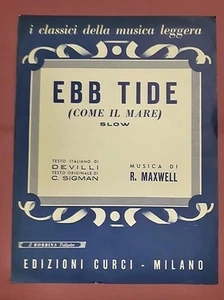 i classici della musica leggera
EBB TIDE
(COME IL MARE)
SLOW
TESTO ITALIANO DI
DEVILLI
TESTO ORIGINALE DI
C. SIGMAN
MUSICA DI
R. MAXWELL
ROBBINS
EDIZIONI CURCI - MILANO